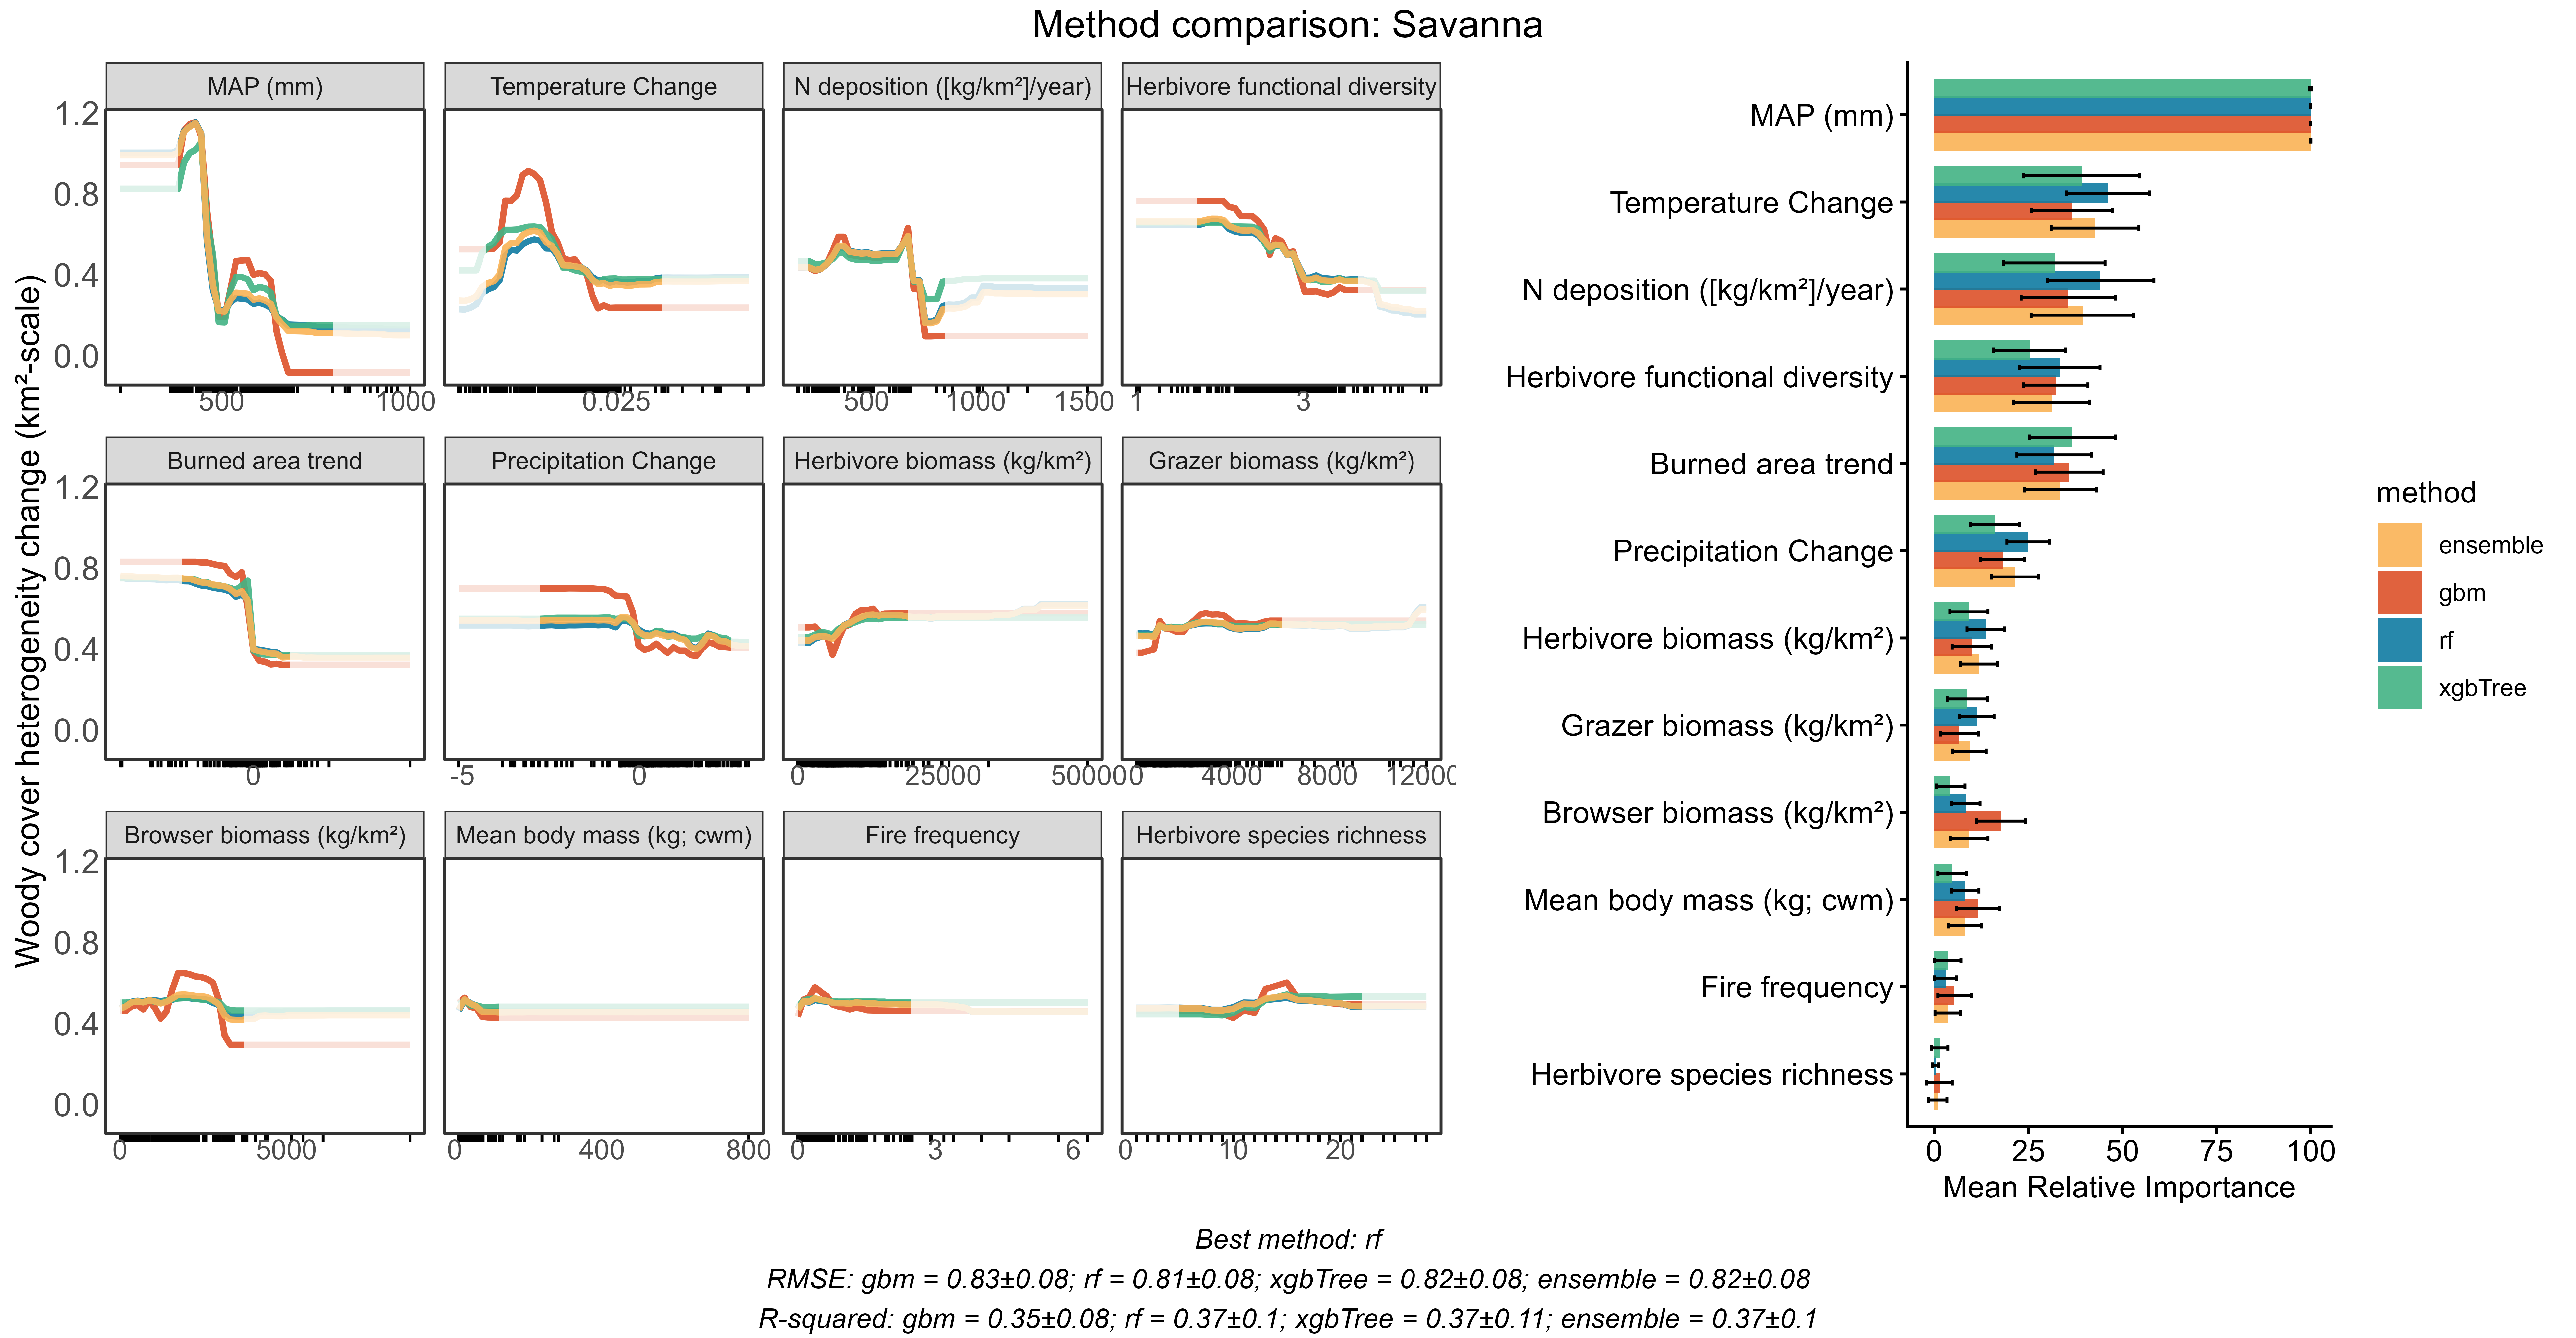 Method comparison: Savanna
Woody cover heterogeneity change (km²-scale)
MAP (mm)
Temperature Change
N deposition ([kg/km²]/year)
Herbivore functional diversity
1.2
0.8
0.4
0.0
500 1000
0.025
500 1000 1500
1 3
Burned area trend
Precipitation Change
Herbivore biomass (kg/km²)
Grazer biomass (kg/km²)
1.2
0.8
0.4
0.0
0
-5 0
0 25000 50000
0 4000 8000 12000
Browser biomass (kg/km²)
Mean body mass (kg; cwm)
Fire frequency
Herbivore species richness
1.2
0.8
0.4
0.0
0 5000
0 400 800
0 3 6
0 10 20
MAP (mm)
Temperature Change
N deposition ([kg/km²]/year)
Herbivore functional diversity
Burned area trend
Precipitation Change
Herbivore biomass (kg/km²)
Grazer biomass (kg/km²)
Browser biomass (kg/km²)
Mean body mass (kg; cwm)
Fire frequency
Herbivore species richness
0 25 50 75 100
Mean Relative Importance
method
ensemble
gbm
rf
xgbTree
Best method: rf
RMSE: gbm = 0.83±0.08; rf = 0.81±0.08; xgbTree = 0.82±0.08; ensemble = 0.82±0.08
R-squared: gbm = 0.35±0.08; rf = 0.37±0.1; xgbTree = 0.37±0.11; ensemble = 0.37±0.1